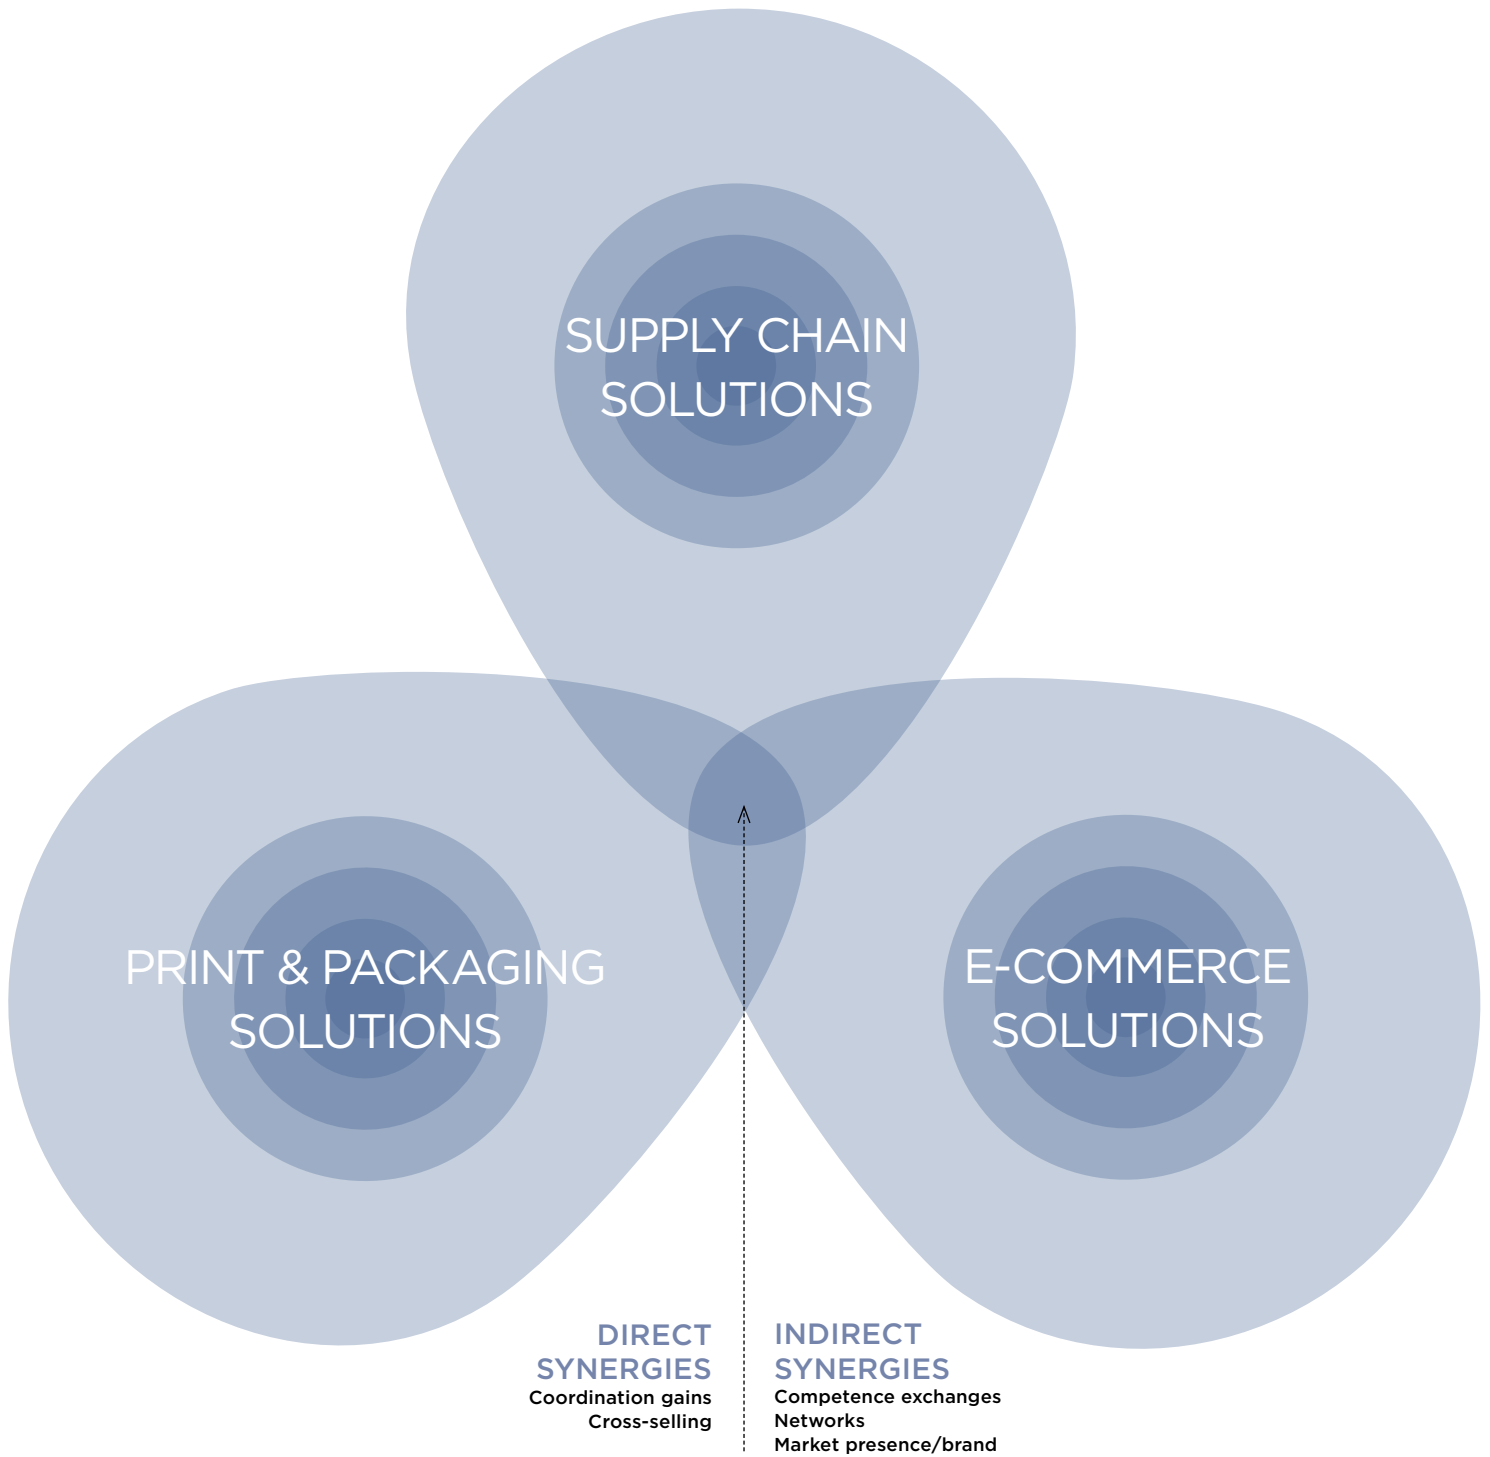 SUPPLY CHAIN
SOLUTIONS
PRINT & PACKAGING
SOLUTIONS
E-COMMERCE
SOLUTIONS
DIRECT
SYNERGIES
Coordination gains
Cross-selling
INDIRECT
SYNERGIES
Competence exchanges
Networks
Market presence/brand